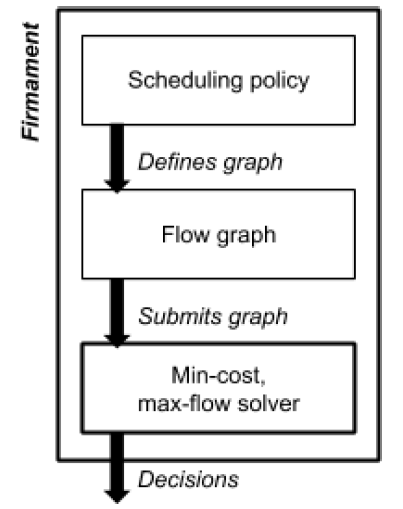 Firmament
Scheduling policy
Defines graph
Flow graph
Submits graph
Min-cost,
max-flow solver
Decisions